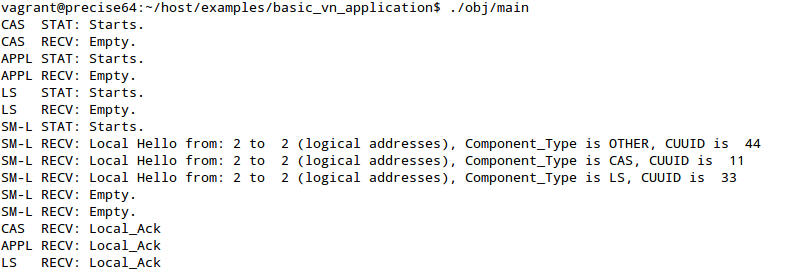 vagrant@precise64:~/host/examples/basic_vn_application$ ./obj/main
CAS  STAT: Starts.
CAS  RECV: Empty.
APPL STAT: Starts.
APPL RECV: Empty.
LS   STAT: Starts.
LS   RECV: Empty.
SM-L STAT: Starts.
SM-L RECV: Local Hello from: 2 to  2 (logical addresses), Component_Type is OTHER, CUUID is  44
SM-L RECV: Local Hello from: 2 to  2 (logical addresses), Component_Type is CAS, CUUID is  11
SM-L RECV: Local Hello from: 2 to  2 (logical addresses), Component_Type is LS, CUUID is  33
SM-L RECV: Empty.
SM-L RECV: Empty.
CAS  RECV: Local_Ack
APPL RECV: Local_Ack
LS   RECV: Local_Ack